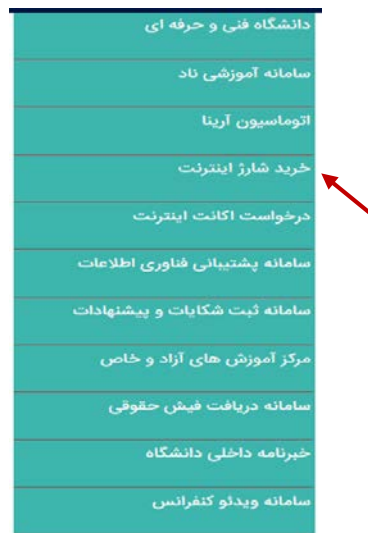 دانشگاه فنی و حرفه ای
سامانه آموزشی ناد
اتوماسیون آرینا
خرید شارژ اینترنت
درخواست اکانت اینترنت
سامانه پشتیبانی فناوری اطلاعات
سامانه ثبت شکایات و پیشنهادات
مرکز آموزش های آزاد و خاص
سامانه دریافت فیش حقوقی
خبرنامه داخلی دانشگاه
سامانه ویدئو کنفرانس